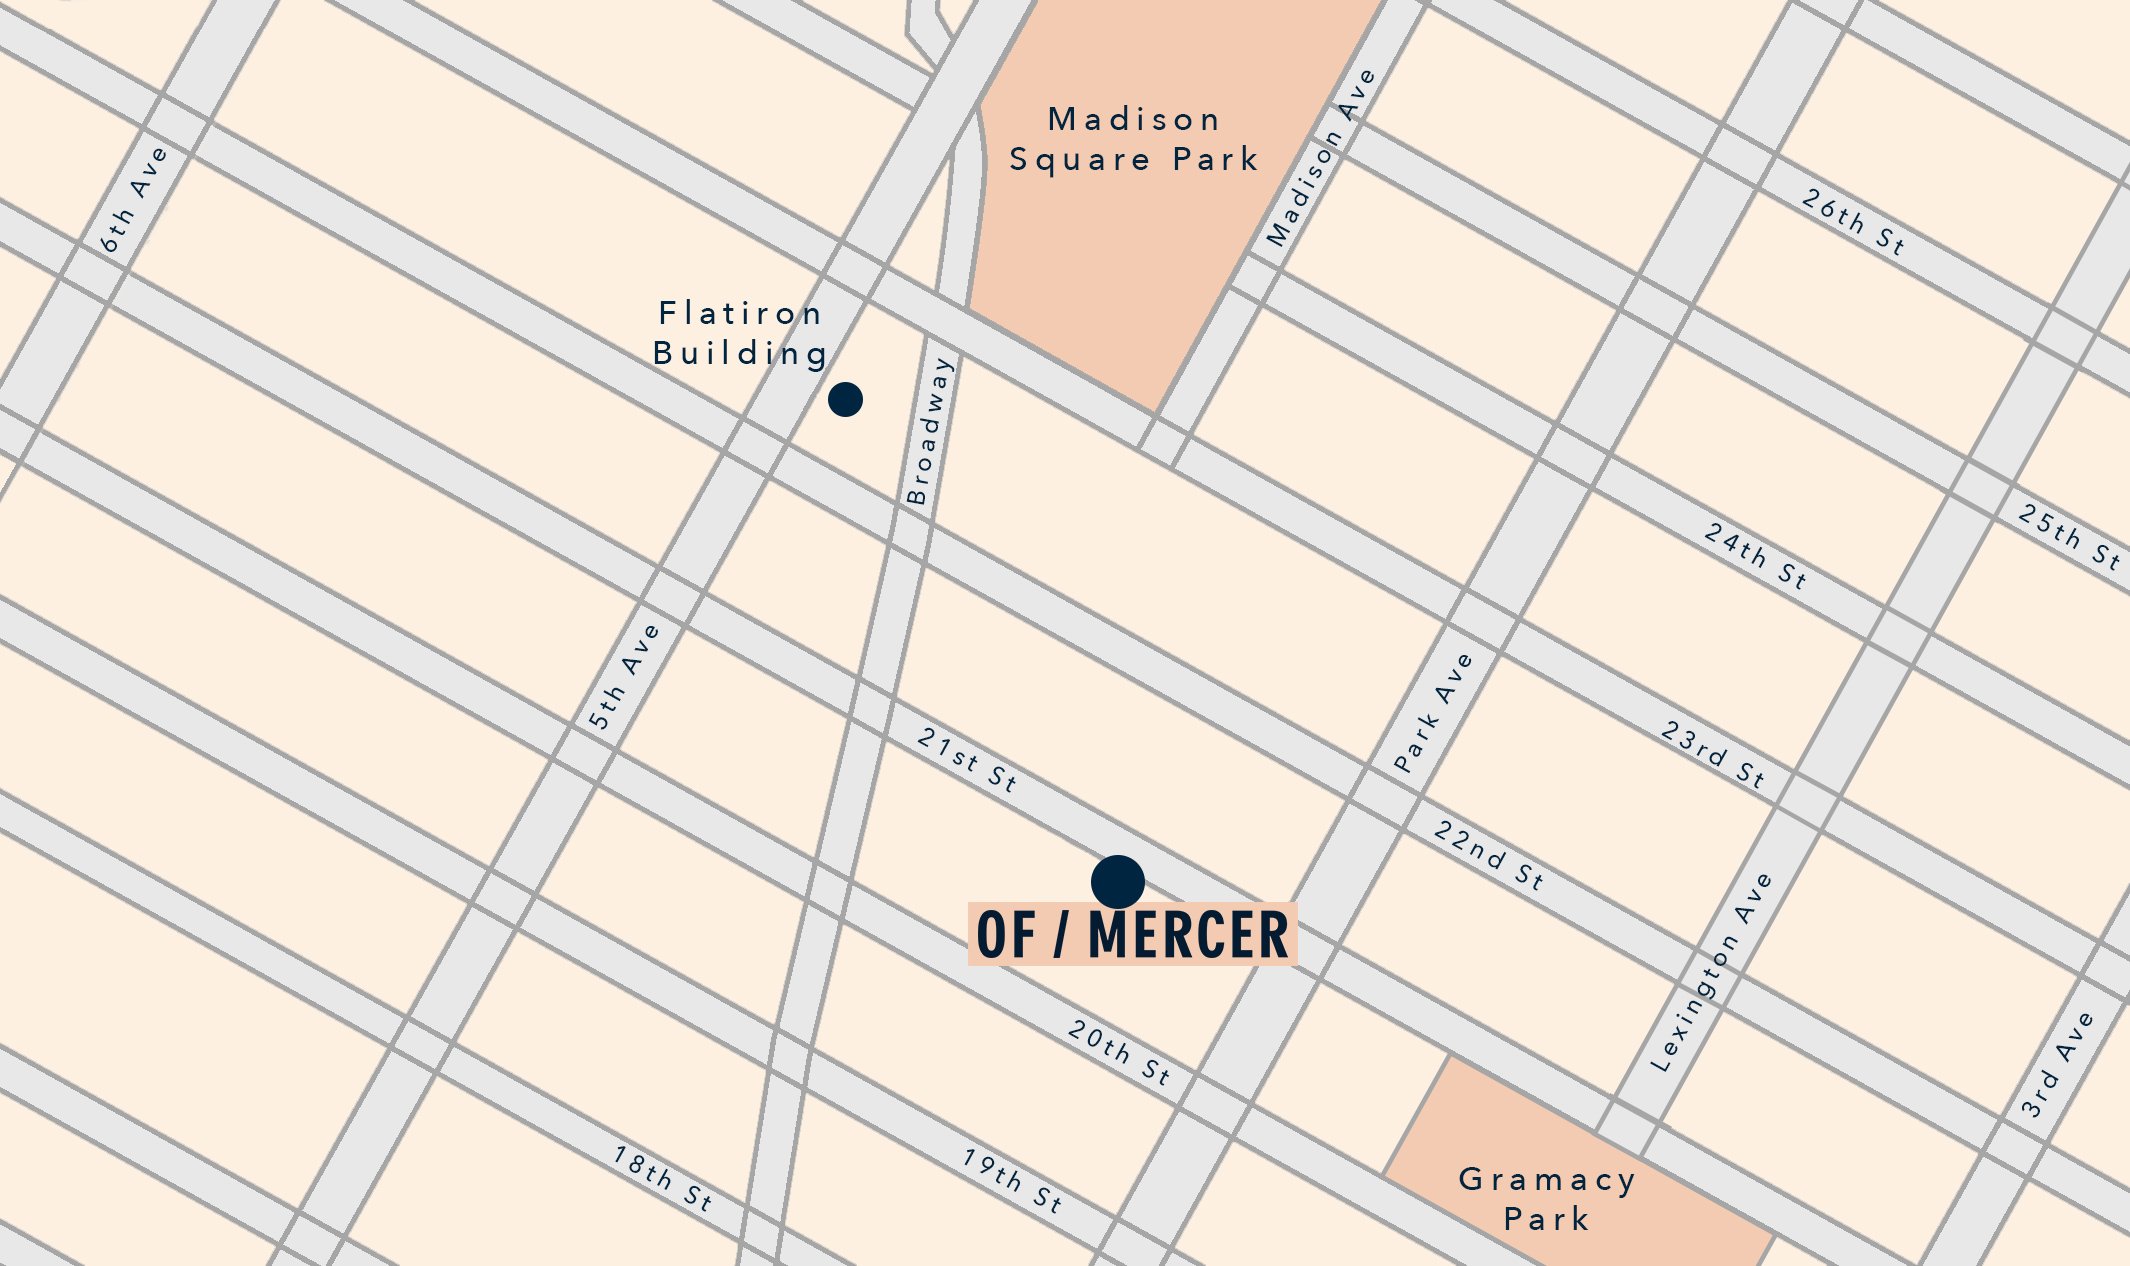 Madison
Square Park
Madison Ave
6th Ave
26th St
Flatiron
Building
Broadway
25th St
24th St
5th Ave
Park Ave
23rd St
21st St
22nd St
OF / MERCER
Lexington Ave
20th St
3rd Ave
18th St
19th St
Gramacy
Park